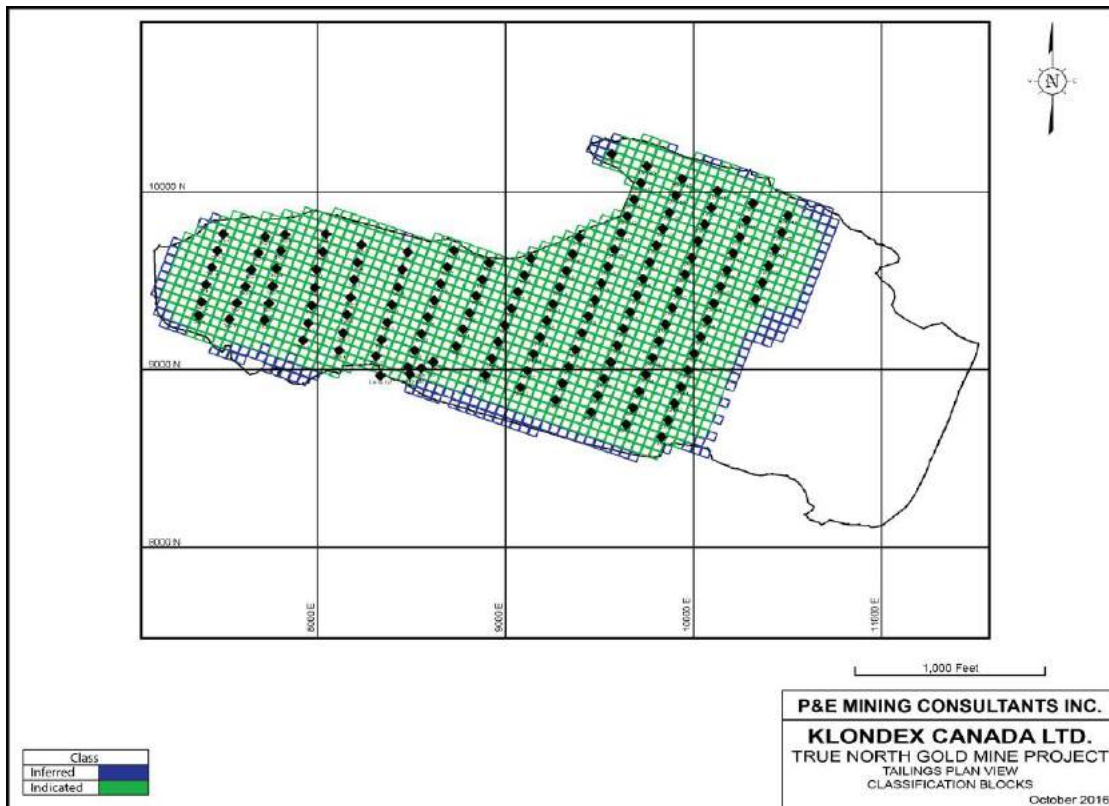 N
10000 N
9000 N
8000 N
8000 E
9000 E
10000 E
11000 E
1,000 Feet
P&E MINING CONSULTANTS INC.
KLONDEX CANADA LTD.
TRUE NORTH GOLD MINE PROJECT
TAILINGS PLAN VIEW
CLASSIFICATION BLOCKS
October 2016
Class
Inferred
Indicated